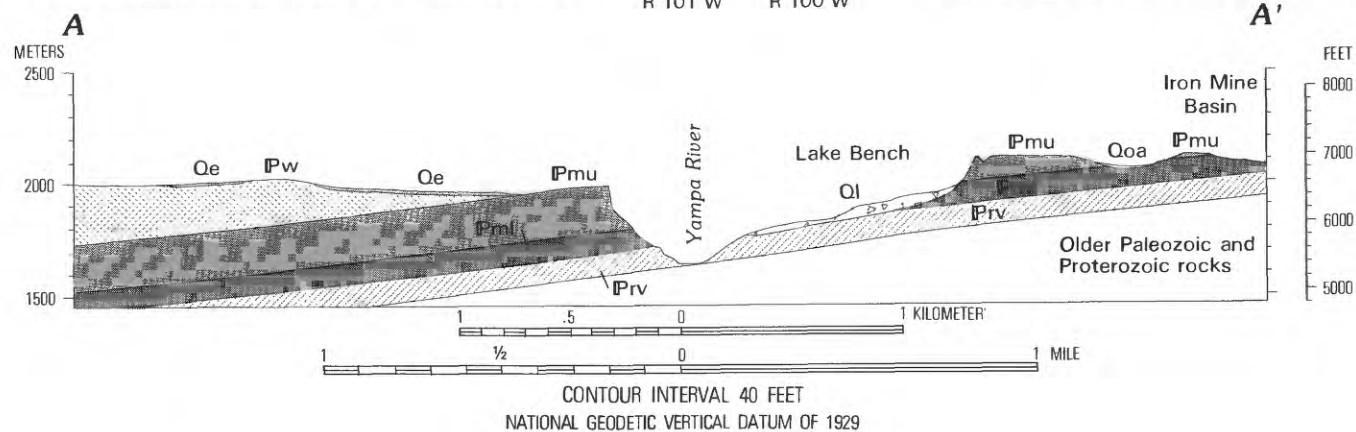 R 101 W R 100 W
A A'
METERS FEET
2500 8000
Iron Mine
Basin
Qe ℙw Qe ℙmu Yampa River Lake Bench ℙmu Qoa ℙmu
2000 7000
Ql
ℙml ℙrv 6000
Older Paleozoic and
Proterozoic rocks
1500 ℙrv 5000
1 .5 0 1 KILOMETER
1 ½ 0 1 MILE
CONTOUR INTERVAL 40 FEET
NATIONAL GEODETIC VERTICAL DATUM OF 1929